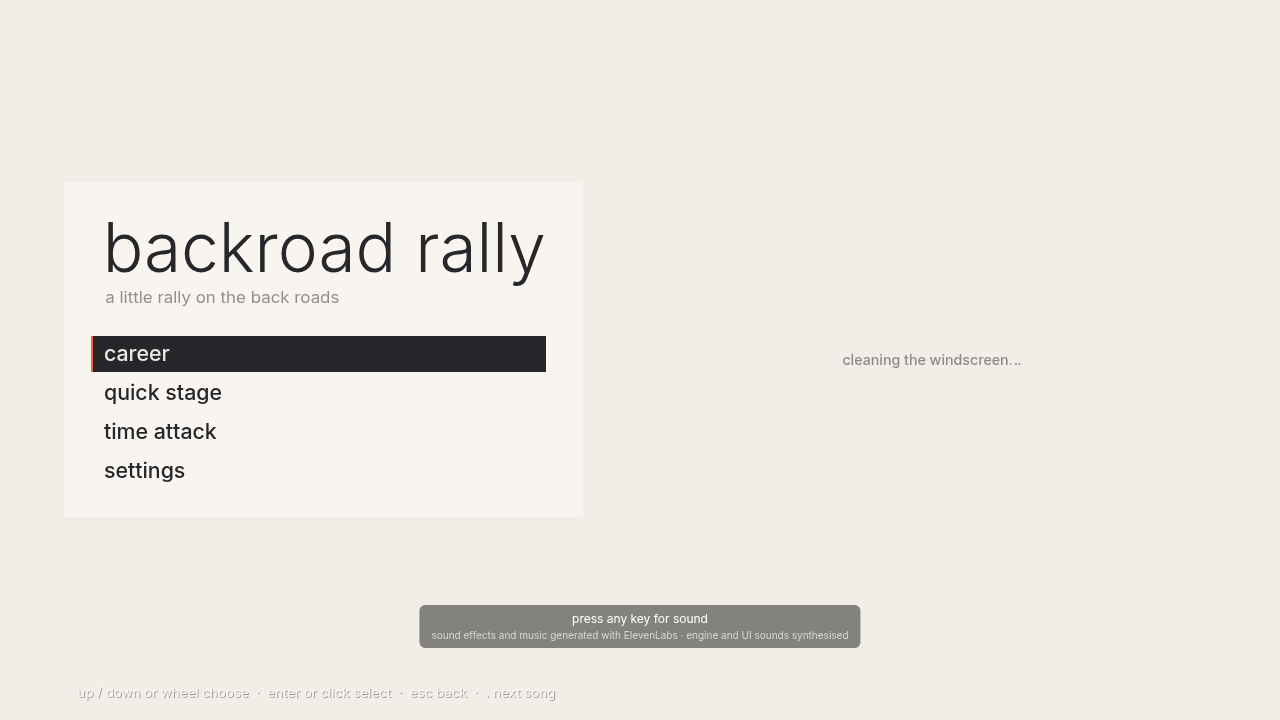 backroad rally
a little rally on the back roads
career
quick stage
time attack
settings
cleaning the windscreen...
press any key for sound
sound effects and music generated with ElevenLabs · engine and UI sounds synthesised
up / down or wheel choose · enter or click select · esc back · . next song